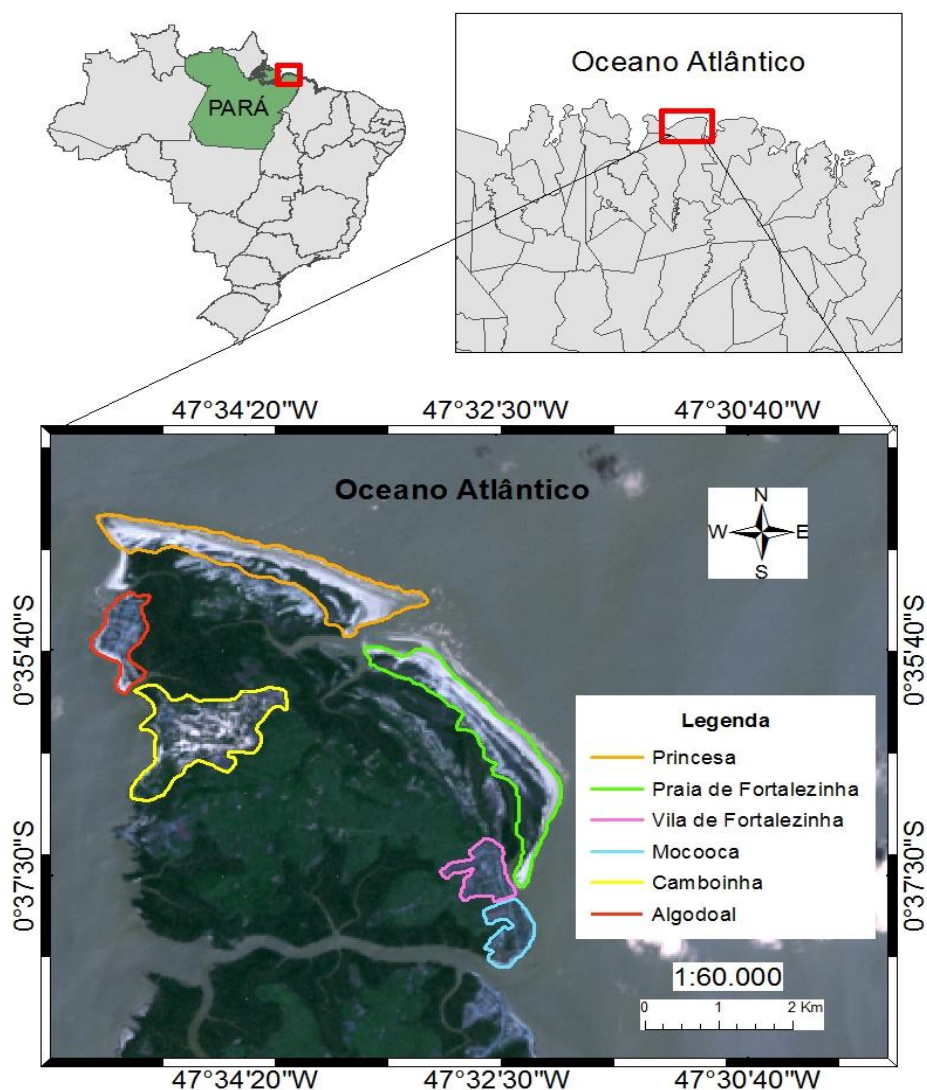 PARÁ
Oceano Atlântico
47°34'20"W 47°32'30"W 47°30'40"W
Oceano Atlântico
N
W E
S
0°35'40"S 0°35'40"S
Legenda
Princesa
Praia de Fortalezinha
Vila de Fortalezinha
Mocooca
Camboinha
Algodoal
0°37'30"S 0°37'30"S
1:60.000
0 1 2 Km
47°34'20"W 47°32'30"W 47°30'40"W